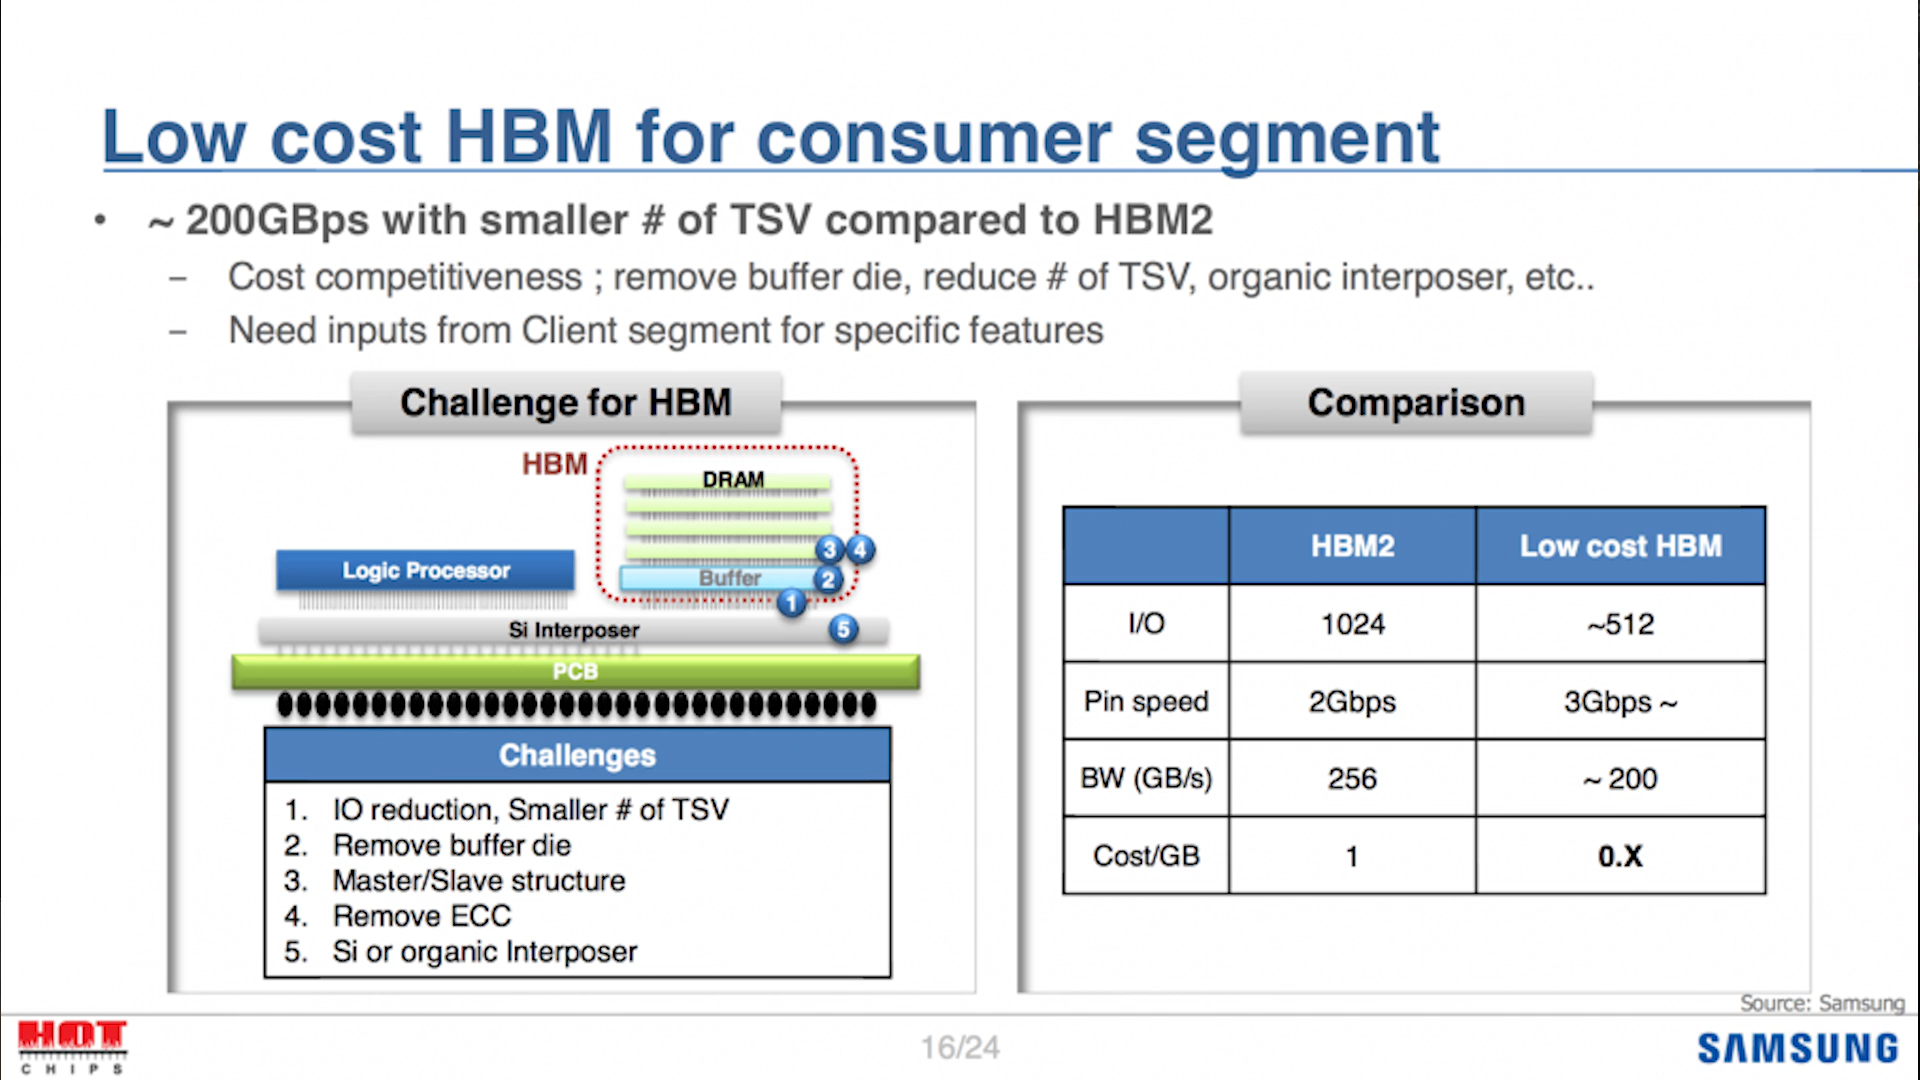 Low cost HBM for consumer segment
• ~ 200GBps with smaller # of TSV compared to HBM2
– Cost competitiveness ; remove buffer die, reduce # of TSV, organic interposer, etc..
– Need inputs from Client segment for specific features
Challenge for HBM
HBM
DRAM
3 4
Logic Processor
Buffer 2
1
Si Interposer 5
PCB
Challenges
1. IO reduction, Smaller # of TSV
2. Remove buffer die
3. Master/Slave structure
4. Remove ECC
5. Si or organic Interposer
Comparison
HBM2 Low cost HBM
I/O 1024 ~512
Pin speed 2Gbps 3Gbps ~
BW (GB/s) 256 ~ 200
Cost/GB 1 0.X
Source: Samsung
HOT
CHIPS
16/24
SAMSUNG